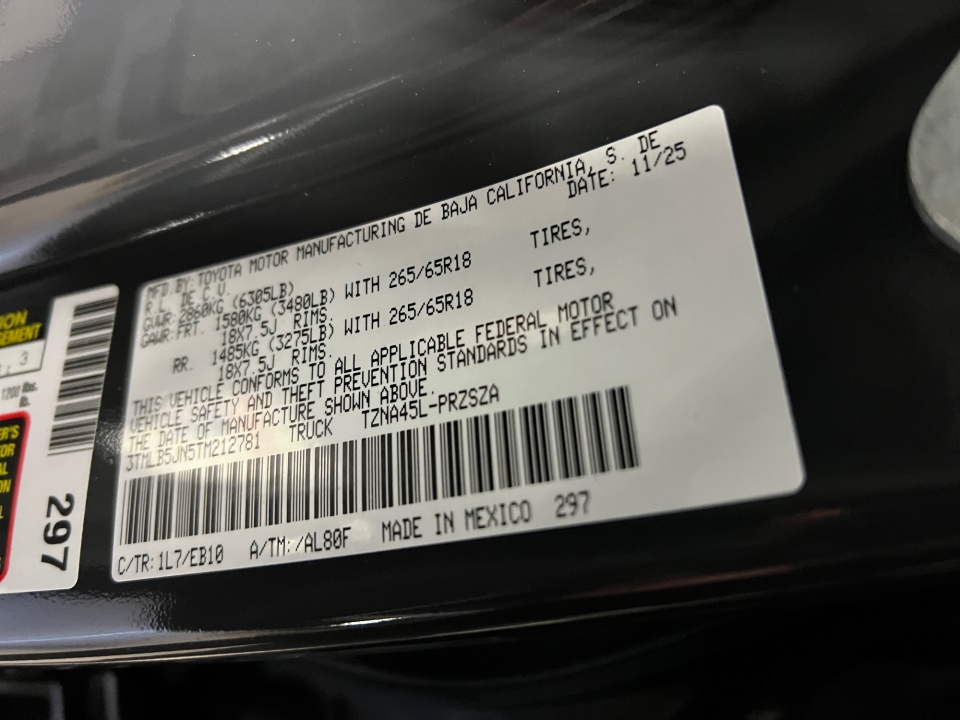 MFD.BY:TOYOTA MOTOR MANUFACTURING DE BAJA CALIFORNIA, S. DE
R.L. DE C.V. DATE: 11/25
GVWR:2860KG (6305LB)
GAWR:FRT. 1580KG (3480LB) WITH 265/65R18 TIRES,
18X7.5J RIMS.
RR. 1485KG (3275LB) WITH 265/65R18 TIRES,
18X7.5J RIMS.
THIS VEHICLE CONFORMS TO ALL APPLICABLE FEDERAL MOTOR
VEHICLE SAFETY AND THEFT PREVENTION STANDARDS IN EFFECT ON
THE DATE OF MANUFACTURE SHOWN ABOVE.
3TMLB5JN5TM212781 TRUCK TZNA45L-PRZSZA
C/TR:1L7/EB10 A/TM:/AL80F MADE IN MEXICO 297
297
1200 lbs.